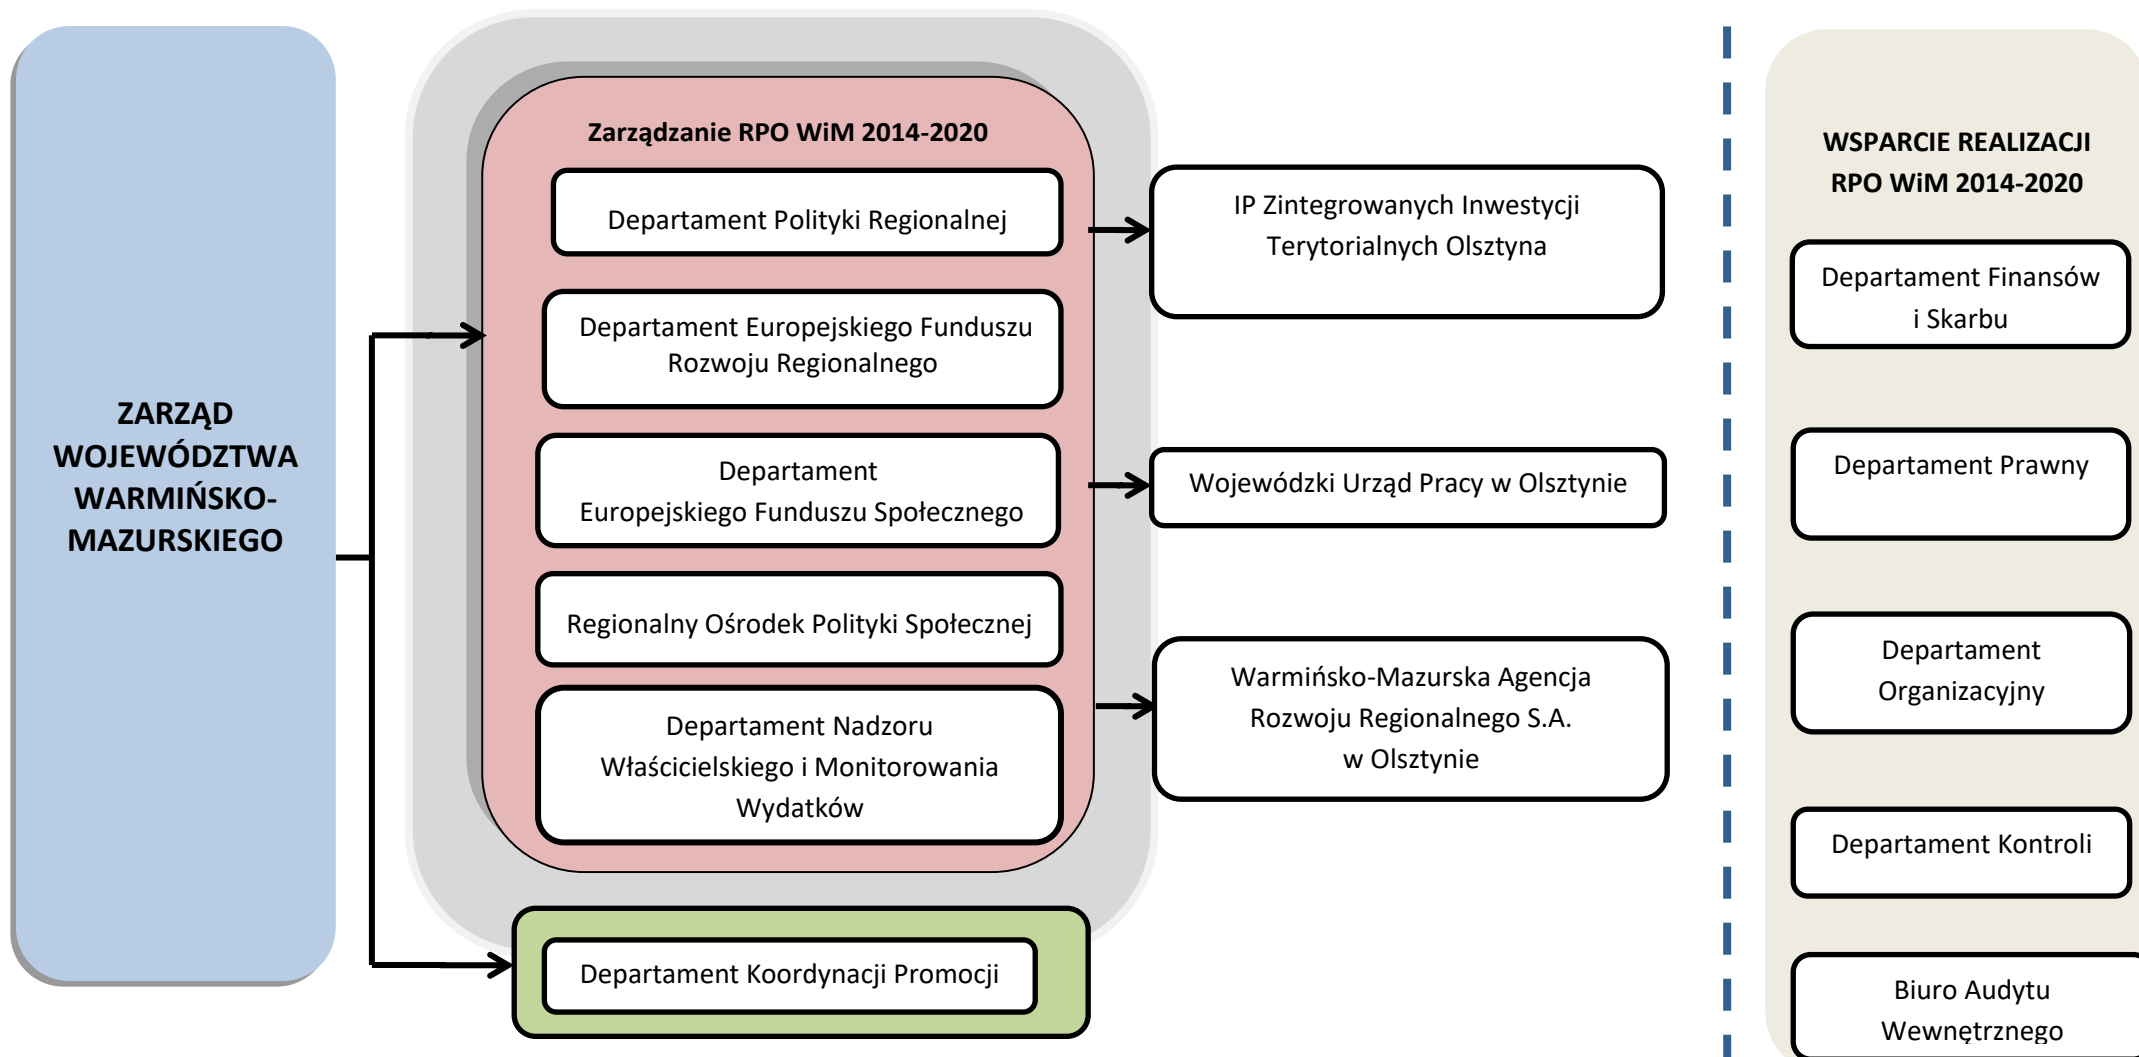 ZARZĄD
WOJEWÓDZTWA
WARMIŃSKO-
MAZURSKIEGO
Zarządzanie RPO WiM 2014-2020
Departament Polityki Regionalnej
Departament Europejskiego Funduszu
Rozwoju Regionalnego
Departament
Europejskiego Funduszu Społecznego
Regionalny Ośrodek Polityki Społecznej
Departament Nadzoru
Właścicielskiego i Monitorowania
Wydatków
Departament Koordynacji Promocji
IP Zintegrowanych Inwestycji
Terytorialnych Olsztyna
Wojewódzki Urząd Pracy w Olsztynie
Warmińsko-Mazurska Agencja
Rozwoju Regionalnego S.A.
w Olsztynie
WSPARCIE REALIZACJI
RPO WiM 2014-2020
Departament Finansów
i Skarbu
Departament Prawny
Departament
Organizacyjny
Departament Kontroli
Biuro Audytu
Wewnętrznego